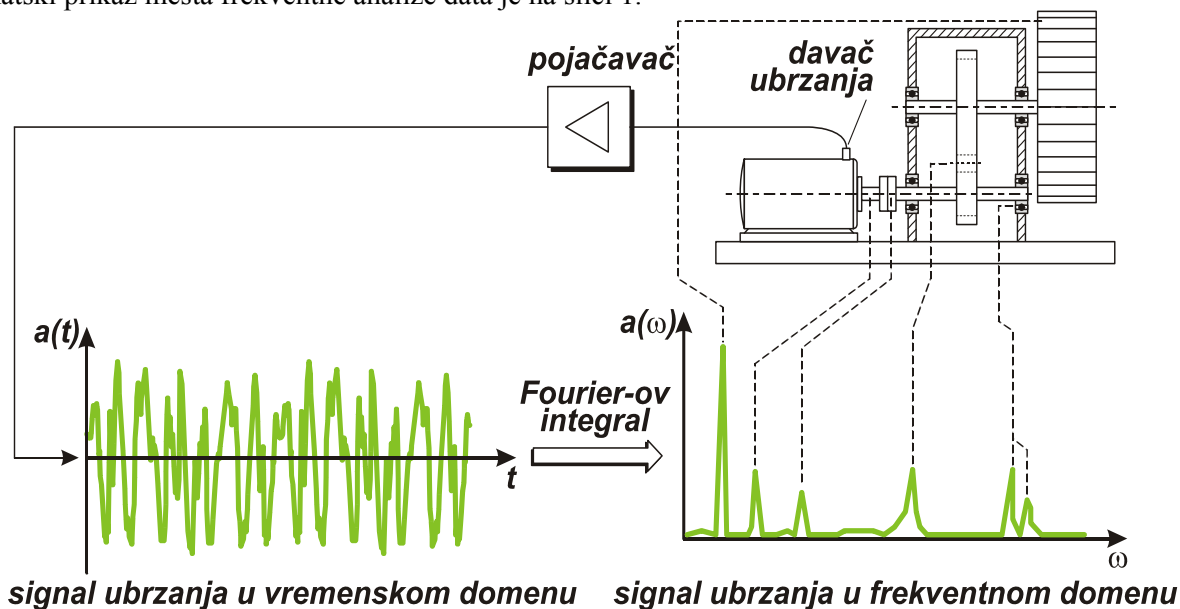 pojačavač
davač
ubrzanja
a(t)
t
Fourier-ov
integral
a(ω)
ω
signal ubrzanja u vremenskom domenu
signal ubrzanja u frekventnom domenu